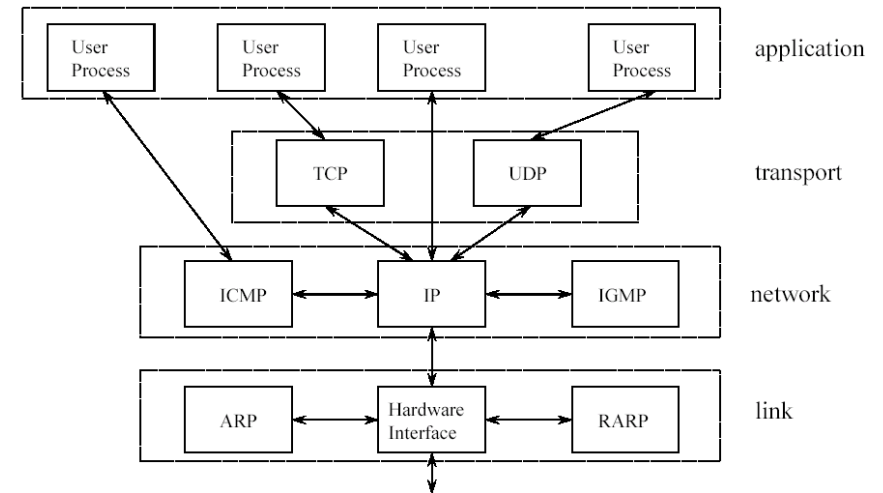 User
Process
User
Process
User
Process
User
Process
application
TCP
UDP
transport
ICMP
IP
IGMP
network
ARP
Hardware
Interface
RARP
link